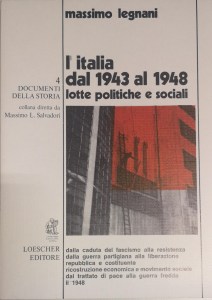 massimo legnani
l'italia
dal 1943 al 1948
lotte politiche e sociali
4
DOCUMENTI
DELLA STORIA
collana diretta da
Massimo L. Salvadori
LOESCHER
EDITORE
dalla caduta del fascismo alla resistenza
dalla guerra partigiana alla liberazione
repubblica e costituente
ricostruzione economica e movimento sociale
dal trattato di pace alla guerra fredda
il 1948